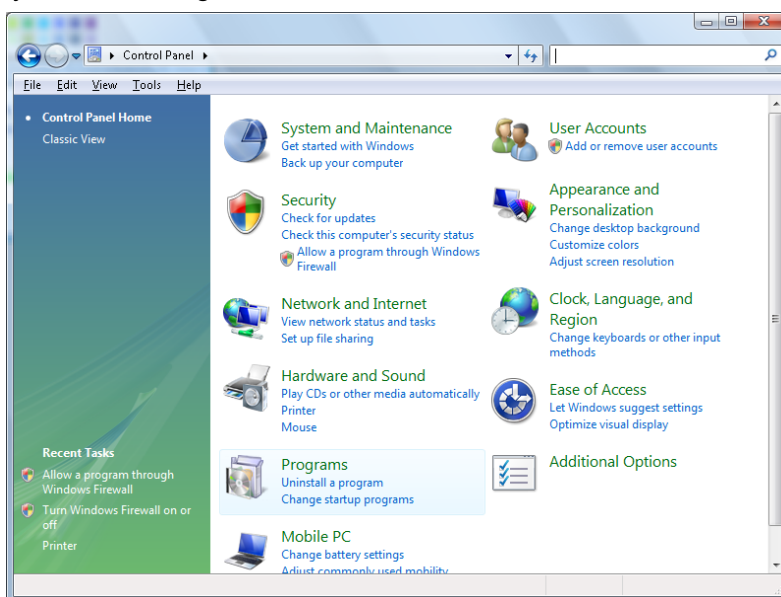 Control Panel
File Edit View Tools Help
Control Panel Home
Classic View
System and Maintenance
Get started with Windows
Back up your computer
Security
Check for updates
Check this computer's security status
Allow a program through Windows
Firewall
Network and Internet
View network status and tasks
Set up file sharing
Hardware and Sound
Play CDs or other media automatically
Printer
Mouse
Programs
Uninstall a program
Change startup programs
Mobile PC
Change battery settings
Adjust commonly used mobility
User Accounts
Add or remove user accounts
Appearance and
Personalization
Change desktop background
Customize colors
Adjust screen resolution
Clock, Language, and
Region
Change keyboards or other input
methods
Ease of Access
Let Windows suggest settings
Optimize visual display
Additional Options
Recent Tasks
Allow a program through
Windows Firewall
Turn Windows Firewall on or
off
Printer